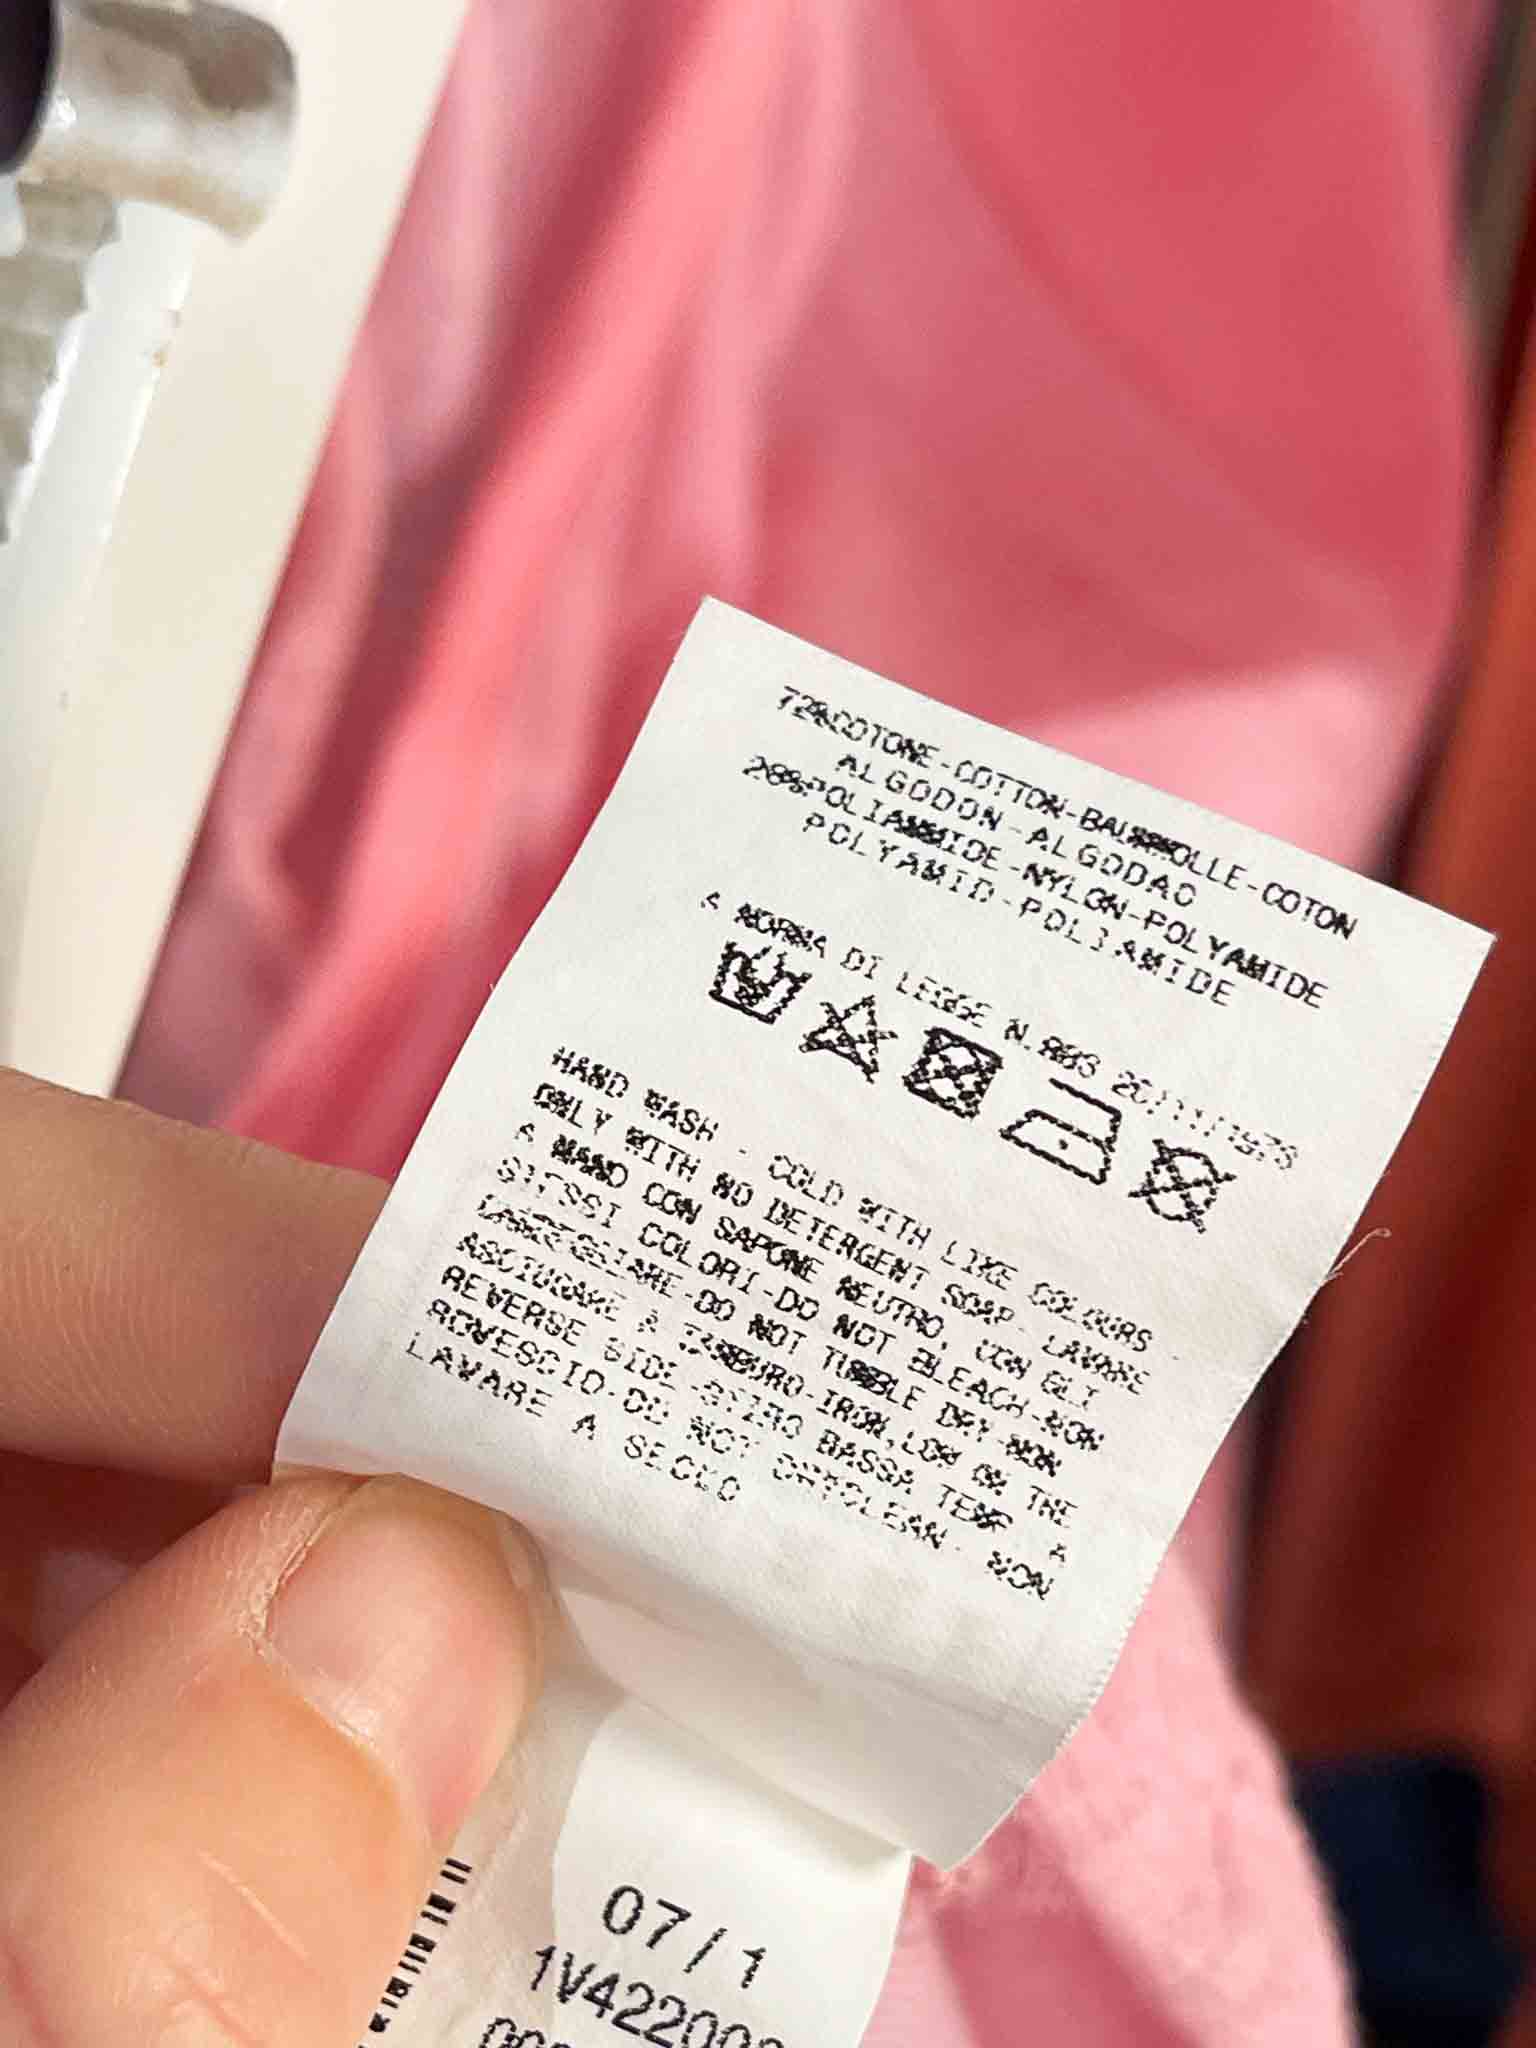 72%COTONE-COTTON-BAUMWOLLE-COTON
ALGODON-ALGODAO
28%POLIAMMIDE-NYLON-POLYAMIDE
POLYAMID-POLIAMIDE
A NORMA DI LEGGE N.883 26/11/1973
HAND WASH - COLD WITH LIKE COLOURS -
ONLY WITH NO DETERGENT SOAP. LAVARE
A MANO CON SAPONE NEUTRO, CON GLI
STESSI COLORI-DO NOT BLEACH-NON
CANDEGGIARE-DO NOT TUMBLE DRY-NON
ASCIUGARE A TAMBURO-IRON,LOW ON THE
REVERSE SIDE-STIRO BASSA TEMP A
ROVESCIO-DO NOT DRYCLEAN- NON
LAVARE A SECCO
07/1